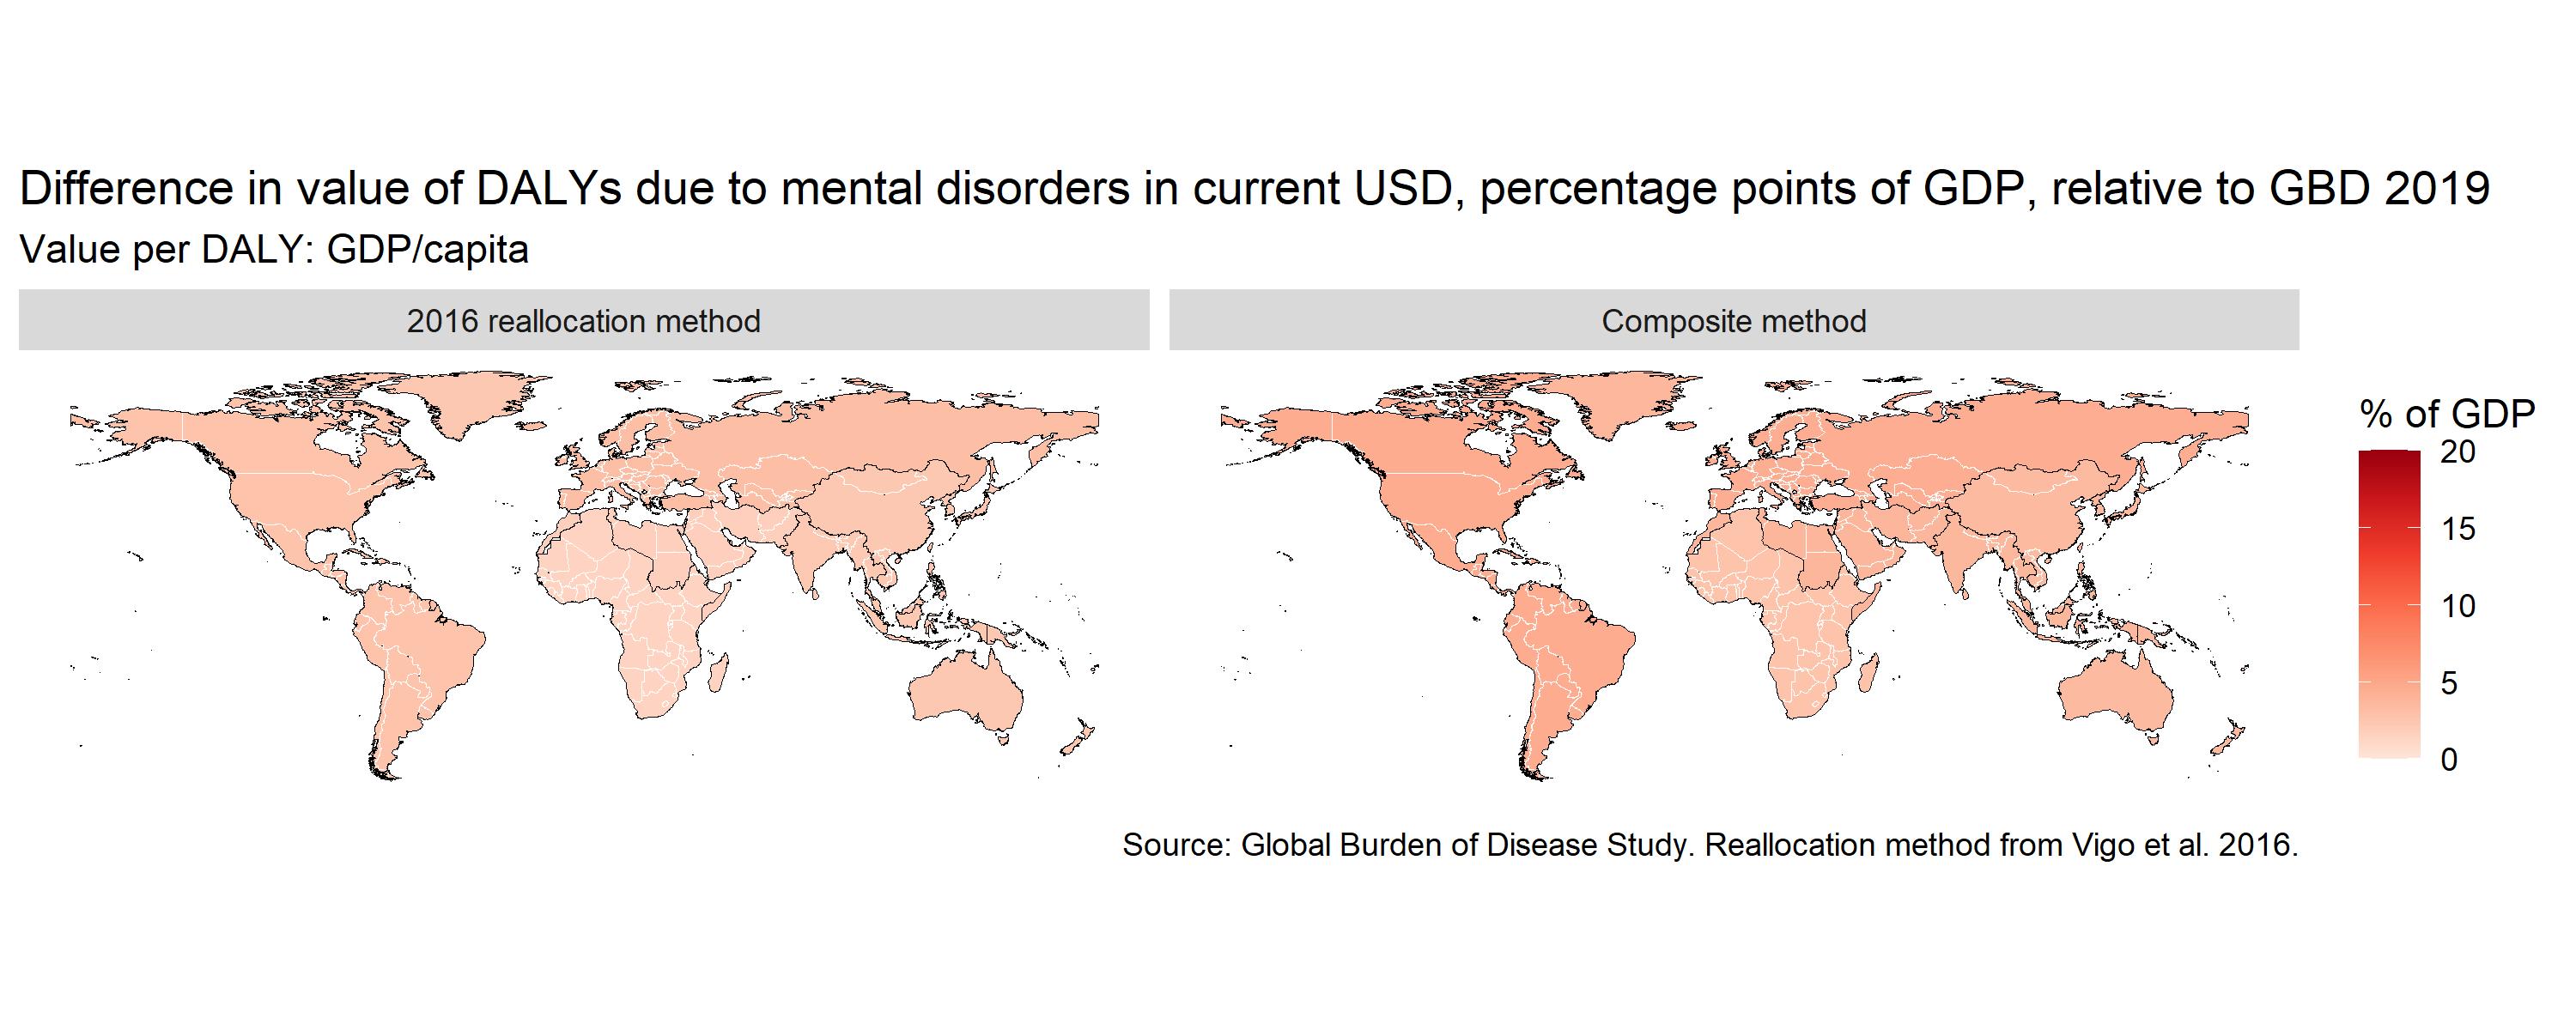 Difference in value of DALYs due to mental disorders in current USD, percentage points of GDP, relative to GBD 2019
Value per DALY: GDP/capita
2016 reallocation method
Composite method
% of GDP
20
15
10
5
0
Source: Global Burden of Disease Study. Reallocation method from Vigo et al. 2016.